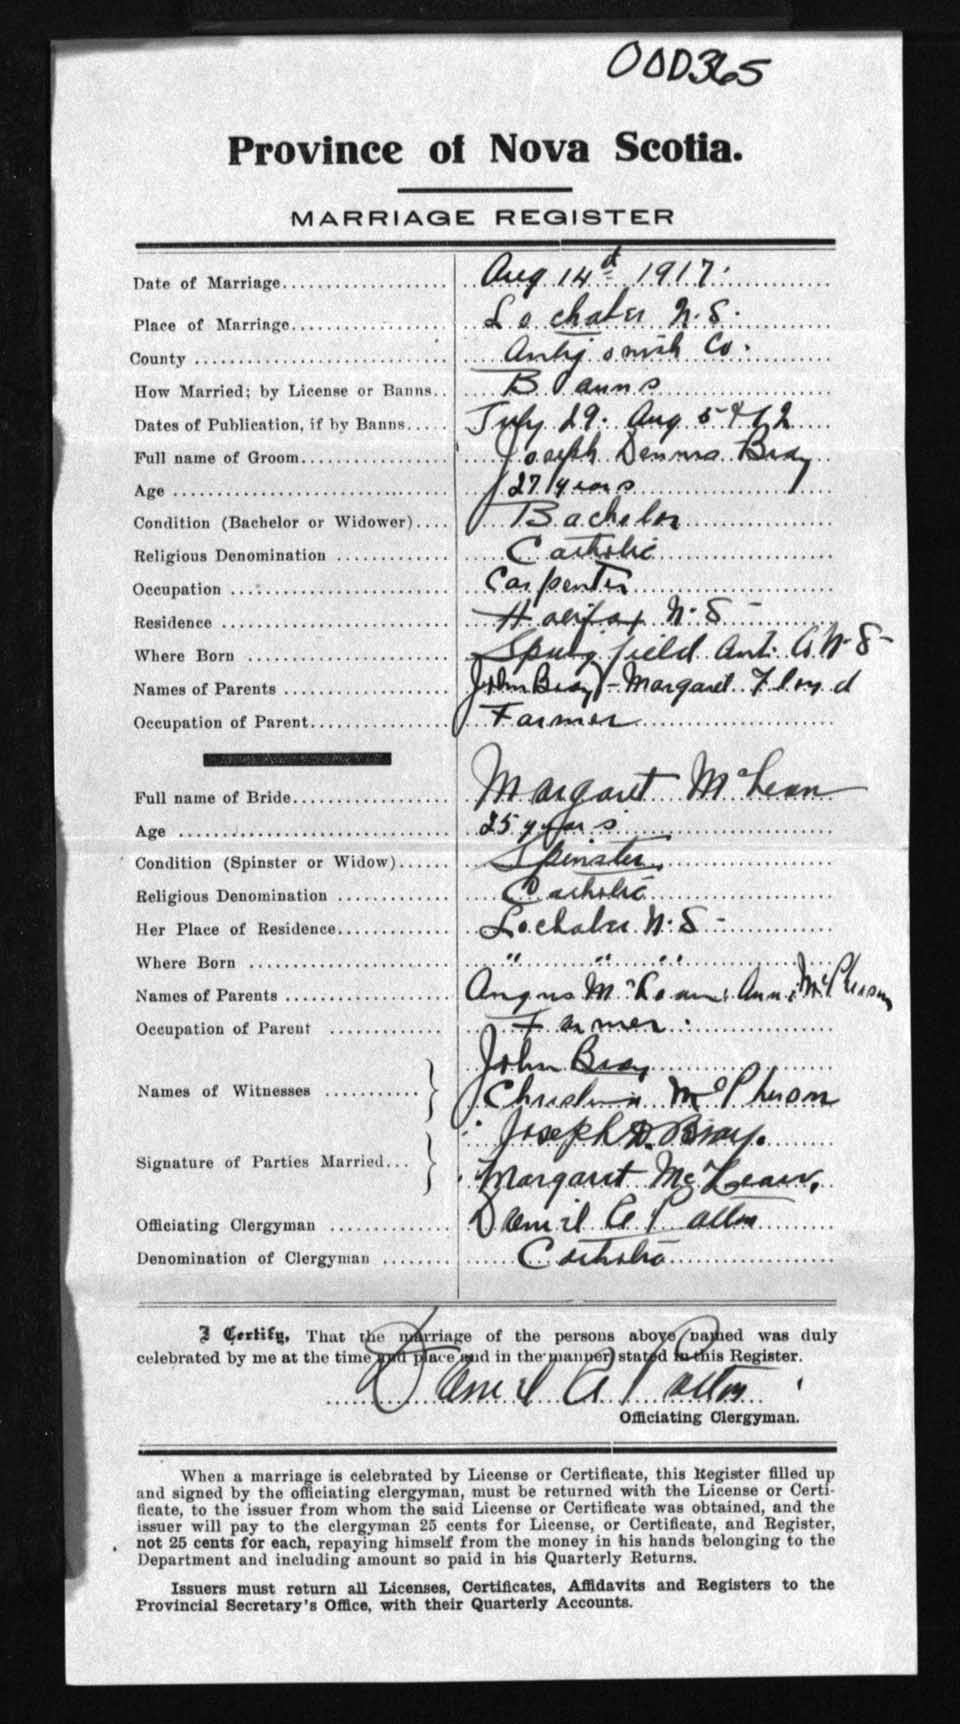 000365
Province of Nova Scotia.
MARRIAGE REGISTER
Date of Marriage.................... Aug 14th 1917.
Place of Marriage.................... Lochaber N.S.
County .................... Antigonish Co.
How Married; by License or Banns.. Banns
Dates of Publication, if by Banns..... July 29. Aug 5 & 12
Full name of Groom.................... Joseph Dennis Bray
Age .................... 27 years
Condition (Bachelor or Widower).... Bachelor
Religious Denomination ............ Catholic
Occupation .................... Carpenter
Residence .................... Halifax N.S
Where Born .................... Springfield Ant. Co N.S
Names of Parents .................... John Bray - Margaret Floyd
Occupation of Parent.................... Farmer
Full name of Bride.................... Margaret McLean
Age .................... 25 years
Condition (Spinster or Widow)...... Spinster
Religious Denomination ............ Catholic
Her Place of Residence............. Lochaber N.S
Where Born .................... " " "
Names of Parents .................... Angus McLean & Ann McPherson
Occupation of Parent ............. Farmer.
John Bray
Names of Witnesses ...........
Christina McPherson
Joseph D. Bray.
Signature of Parties Married...
Margaret McLean.
Officiating Clergyman ............. Daniel A Patton
Denomination of Clergyman ........ Catholic
I Certify, That the marriage of the persons above named was duly
celebrated by me at the time and place and in the manner stated in this Register.
Daniel A Patton
Officiating Clergyman.
When a marriage is celebrated by License or Certificate, this Register filled up
and signed by the officiating clergyman, must be returned with the License or Certi-
ficate, to the issuer from whom the said License or Certificate was obtained, and the
issuer will pay to the clergyman 25 cents for License, or Certificate, and Register,
not 25 cents for each, repaying himself from the money in his hands belonging to the
Department and including amount so paid in his Quarterly Returns.
Issuers must return all Licenses, Certificates, Affidavits and Registers to the
Provincial Secretary's Office, with their Quarterly Accounts.